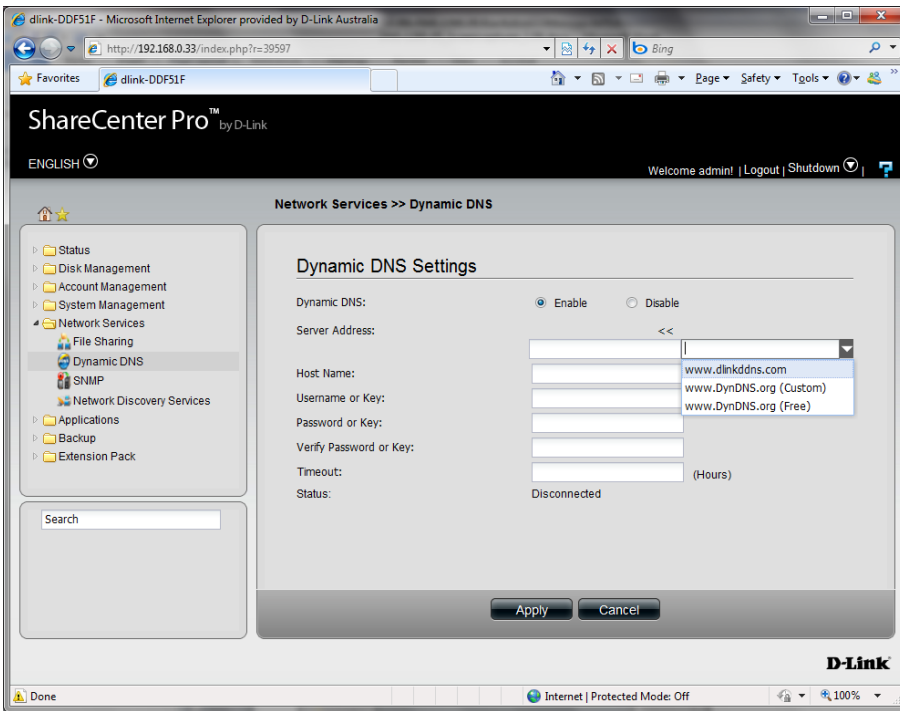 dlink-DDF51F - Microsoft Internet Explorer provided by D-Link Australia
http://192.168.0.33/index.php?r=39597
Bing
Favorites
dlink-DDF51F
Page Safety Tools
ShareCenter Pro™ by D-Link
ENGLISH
Welcome admin! | Logout | Shutdown |
Network Services >> Dynamic DNS
Status
Disk Management
Account Management
System Management
Network Services
File Sharing
Dynamic DNS
SNMP
Network Discovery Services
Applications
Backup
Extension Pack
Search
Dynamic DNS Settings
Dynamic DNS: Enable Disable
Server Address: <<
www.dlinkddns.com
www.DynDNS.org (Custom)
www.DynDNS.org (Free)
Host Name:
Username or Key:
Password or Key:
Verify Password or Key:
Timeout: (Hours)
Status: Disconnected
Apply Cancel
D-Link
Done Internet | Protected Mode: Off 100%